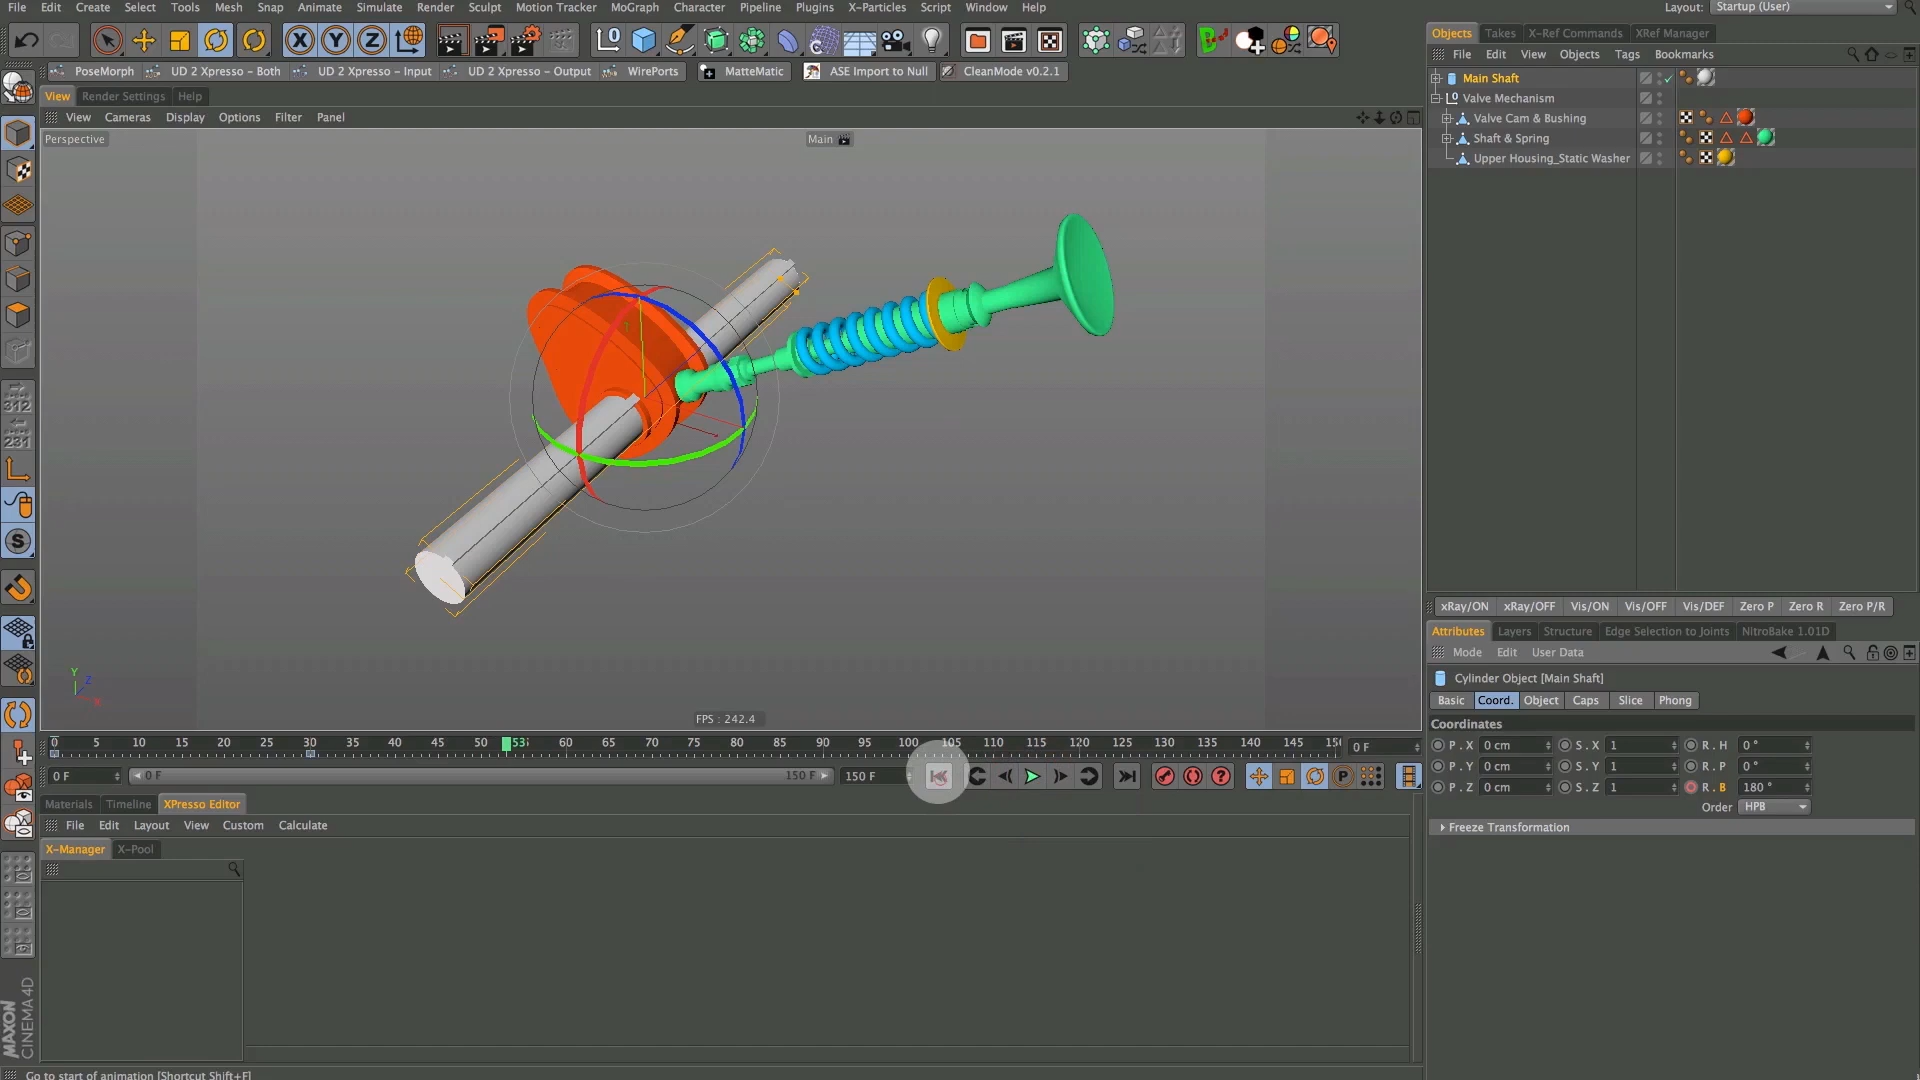 File Edit Create Select Tools Mesh Snap Animate Simulate Render Sculpt Motion Tracker MoGraph Character Pipeline Plugins X-Particles Script Window Help Layout: Startup (User)
PoseMorph UD 2 Xpresso - Both UD 2 Xpresso - Input UD 2 Xpresso - Output WirePorts MatteMatic ASE Import to Null CleanMode v0.2.1
View Render Settings Help
View Cameras Display Options Filter Panel
Perspective Main
FPS : 242.4
0 5 10 15 20 25 30 35 40 45 50 53 60 65 70 75 80 85 90 95 100 105 110 115 120 125 130 135 140 145 0 F
0 F 0 F 150 F 150 F
Materials Timeline XPresso Editor
File Edit Layout View Custom Calculate
X-Manager X-Pool
Go to start of animation [Shortcut Shift+F]
MAXON
CINEMA 4D
312
231
Objects Takes X-Ref Commands XRef Manager
File Edit View Objects Tags Bookmarks
Main Shaft
Valve Mechanism
Valve Cam & Bushing
Shaft & Spring
Upper Housing_Static Washer
xRay/ON xRay/OFF Vis/ON Vis/OFF Vis/DEF Zero P Zero R Zero P/R
Attributes Layers Structure Edge Selection to Joints NitroBake 1.01D
Mode Edit User Data
Cylinder Object [Main Shaft]
Basic Coord. Object Caps Slice Phong
Coordinates
P . X 0 cm S . X 1 R . H 0 °
P . Y 0 cm S . Y 1 R . P 0 °
P . Z 0 cm S . Z 1 R . B 180 °
Order HPB
Freeze Transformation